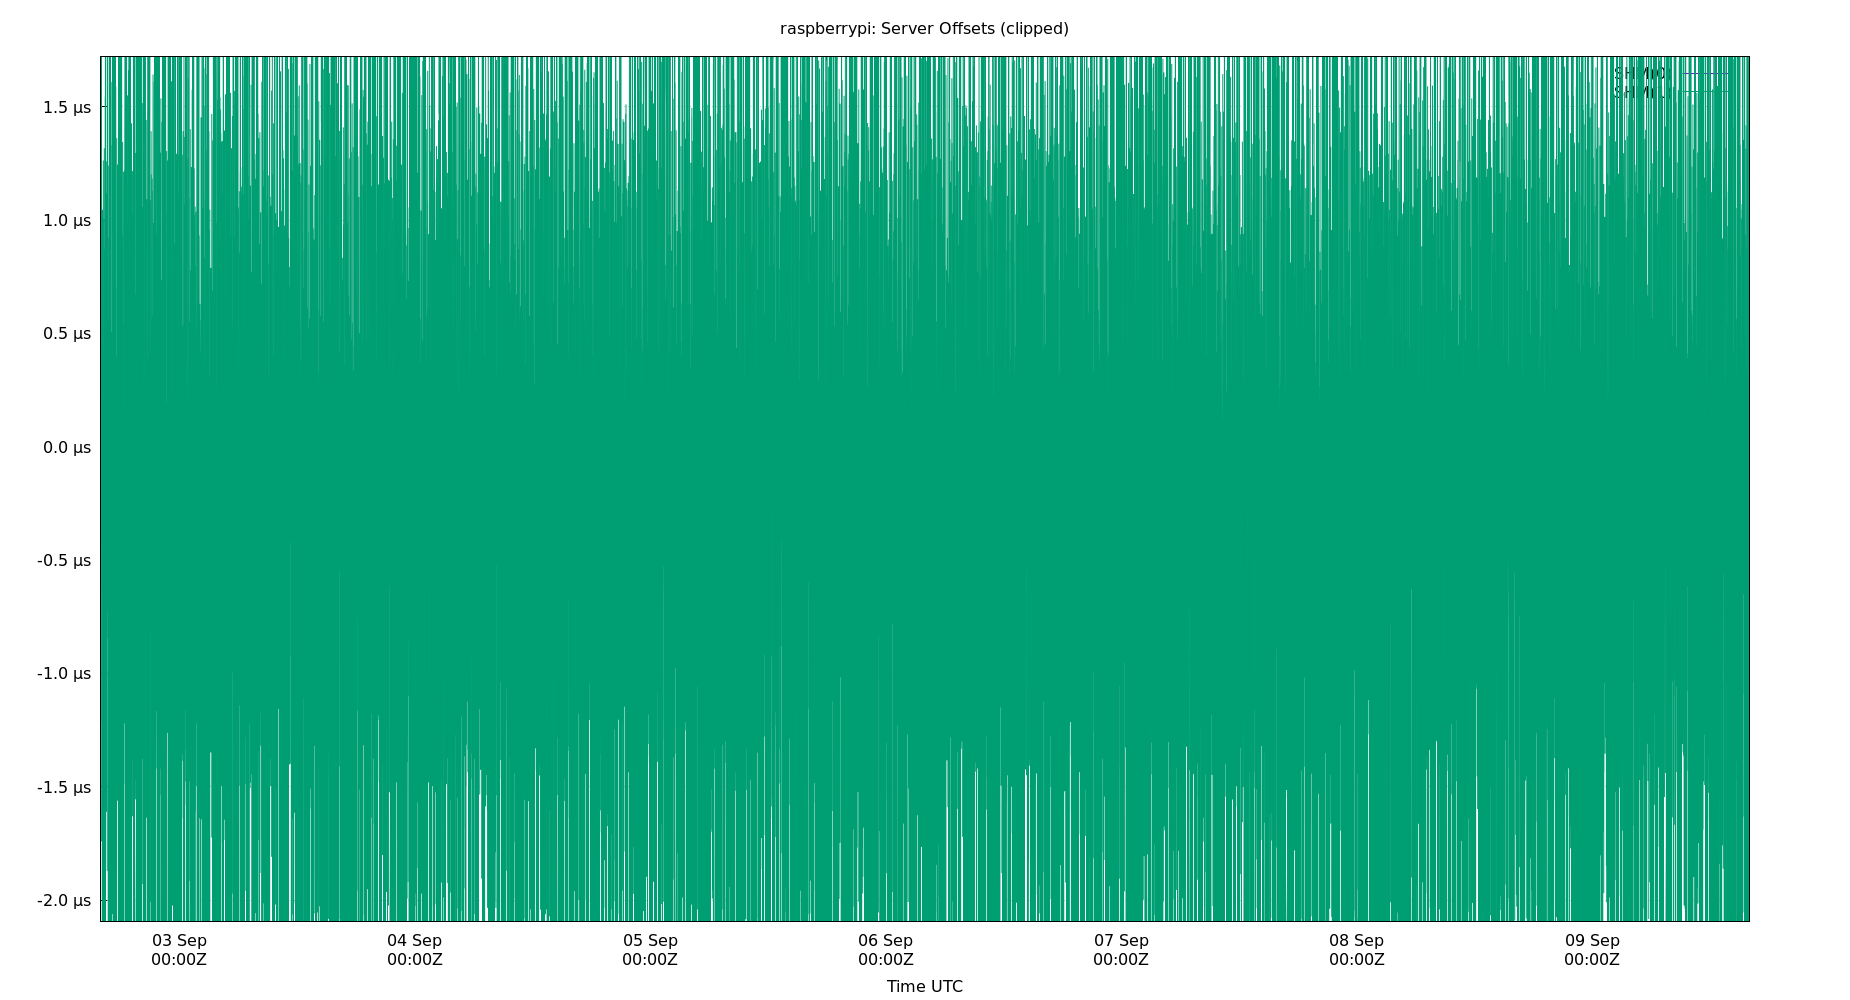 raspberrypi: Server Offsets (clipped)
1.5 µs
1.0 µs
0.5 µs
0.0 µs
-0.5 µs
-1.0 µs
-1.5 µs
-2.0 µs
03 Sep 04 Sep 05 Sep 06 Sep 07 Sep 08 Sep 09 Sep
00:00Z 00:00Z 00:00Z 00:00Z 00:00Z 00:00Z 00:00Z
Time UTC